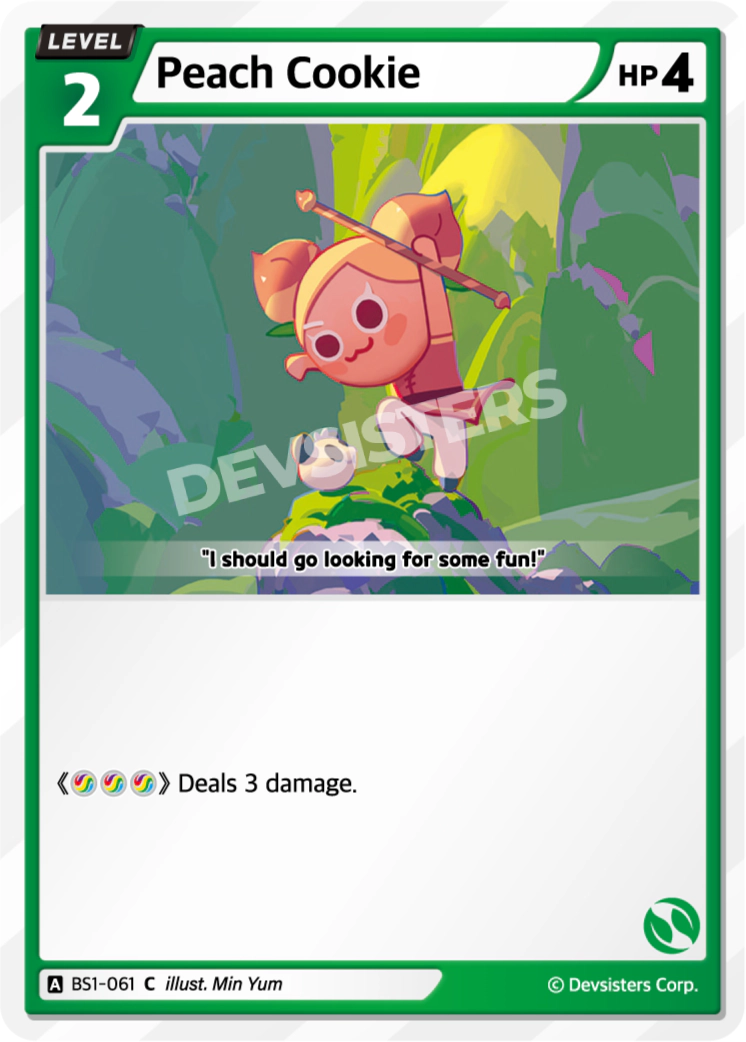 LEVEL
2
Peach Cookie
HP 4
DEVSISTERS
"I should go looking for some fun!"
《》 Deals 3 damage.
A BS1-061 C illust. Min Yum
© Devsisters Corp.